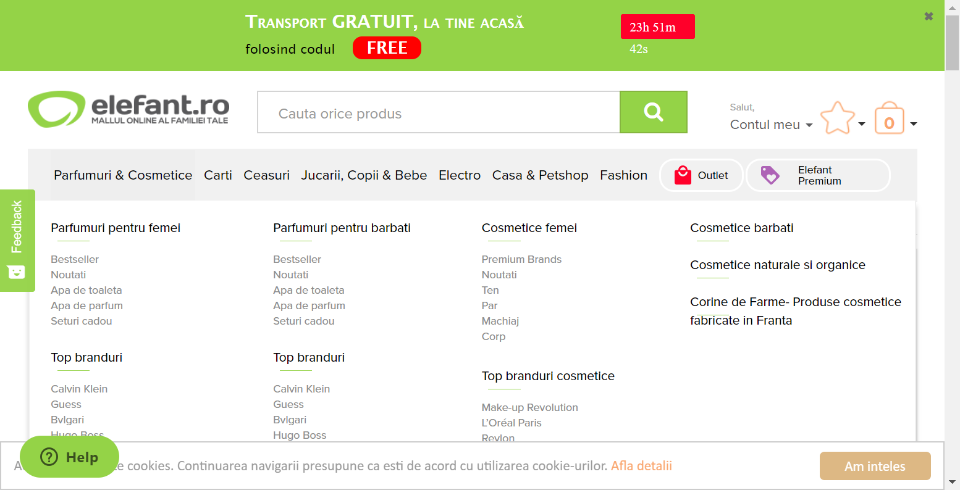 Transport GRATUIT, la tine acasă
folosind codul FREE
23h 51m
42s
elefant.ro
MALLUL ONLINE AL FAMILIEI TALE
Cauta orice produs
Salut,
Contul meu
0
Parfumuri & Cosmetice Carti Ceasuri Jucarii, Copii & Bebe Electro Casa & Petshop Fashion Outlet Elefant Premium
Feedback
Parfumuri pentru femei
Bestseller
Noutati
Apa de toaleta
Apa de parfum
Seturi cadou
Top branduri
Calvin Klein
Guess
Bvlgari
Hugo Boss
Parfumuri pentru barbati
Bestseller
Noutati
Apa de toaleta
Apa de parfum
Seturi cadou
Top branduri
Calvin Klein
Guess
Bvlgari
Hugo Boss
Cosmetice femei
Premium Brands
Noutati
Ten
Par
Machiaj
Corp
Top branduri cosmetice
Make-up Revolution
L'Oréal Paris
Revlon
Cosmetice barbati
Cosmetice naturale si organice
Corine de Farme- Produse cosmetice
fabricate in Franta
Help
cookies. Continuarea navigarii presupune ca esti de acord cu utilizarea cookie-urilor. Afla detalii
Am inteles